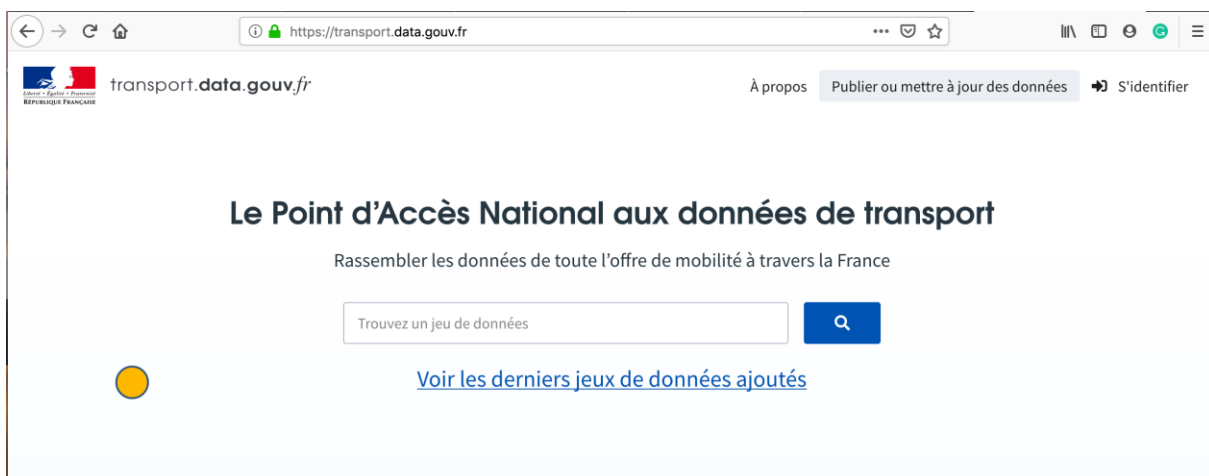 https://transport.data.gouv.fr
transport.data.gouv.fr
RÉPUBLIQUE FRANÇAISE
À propos
Publier ou mettre à jour des données
S'identifier
Le Point d'Accès National aux données de transport
Rassembler les données de toute l’offre de mobilité à travers la France
Trouvez un jeu de données
Voir les derniers jeux de données ajoutés